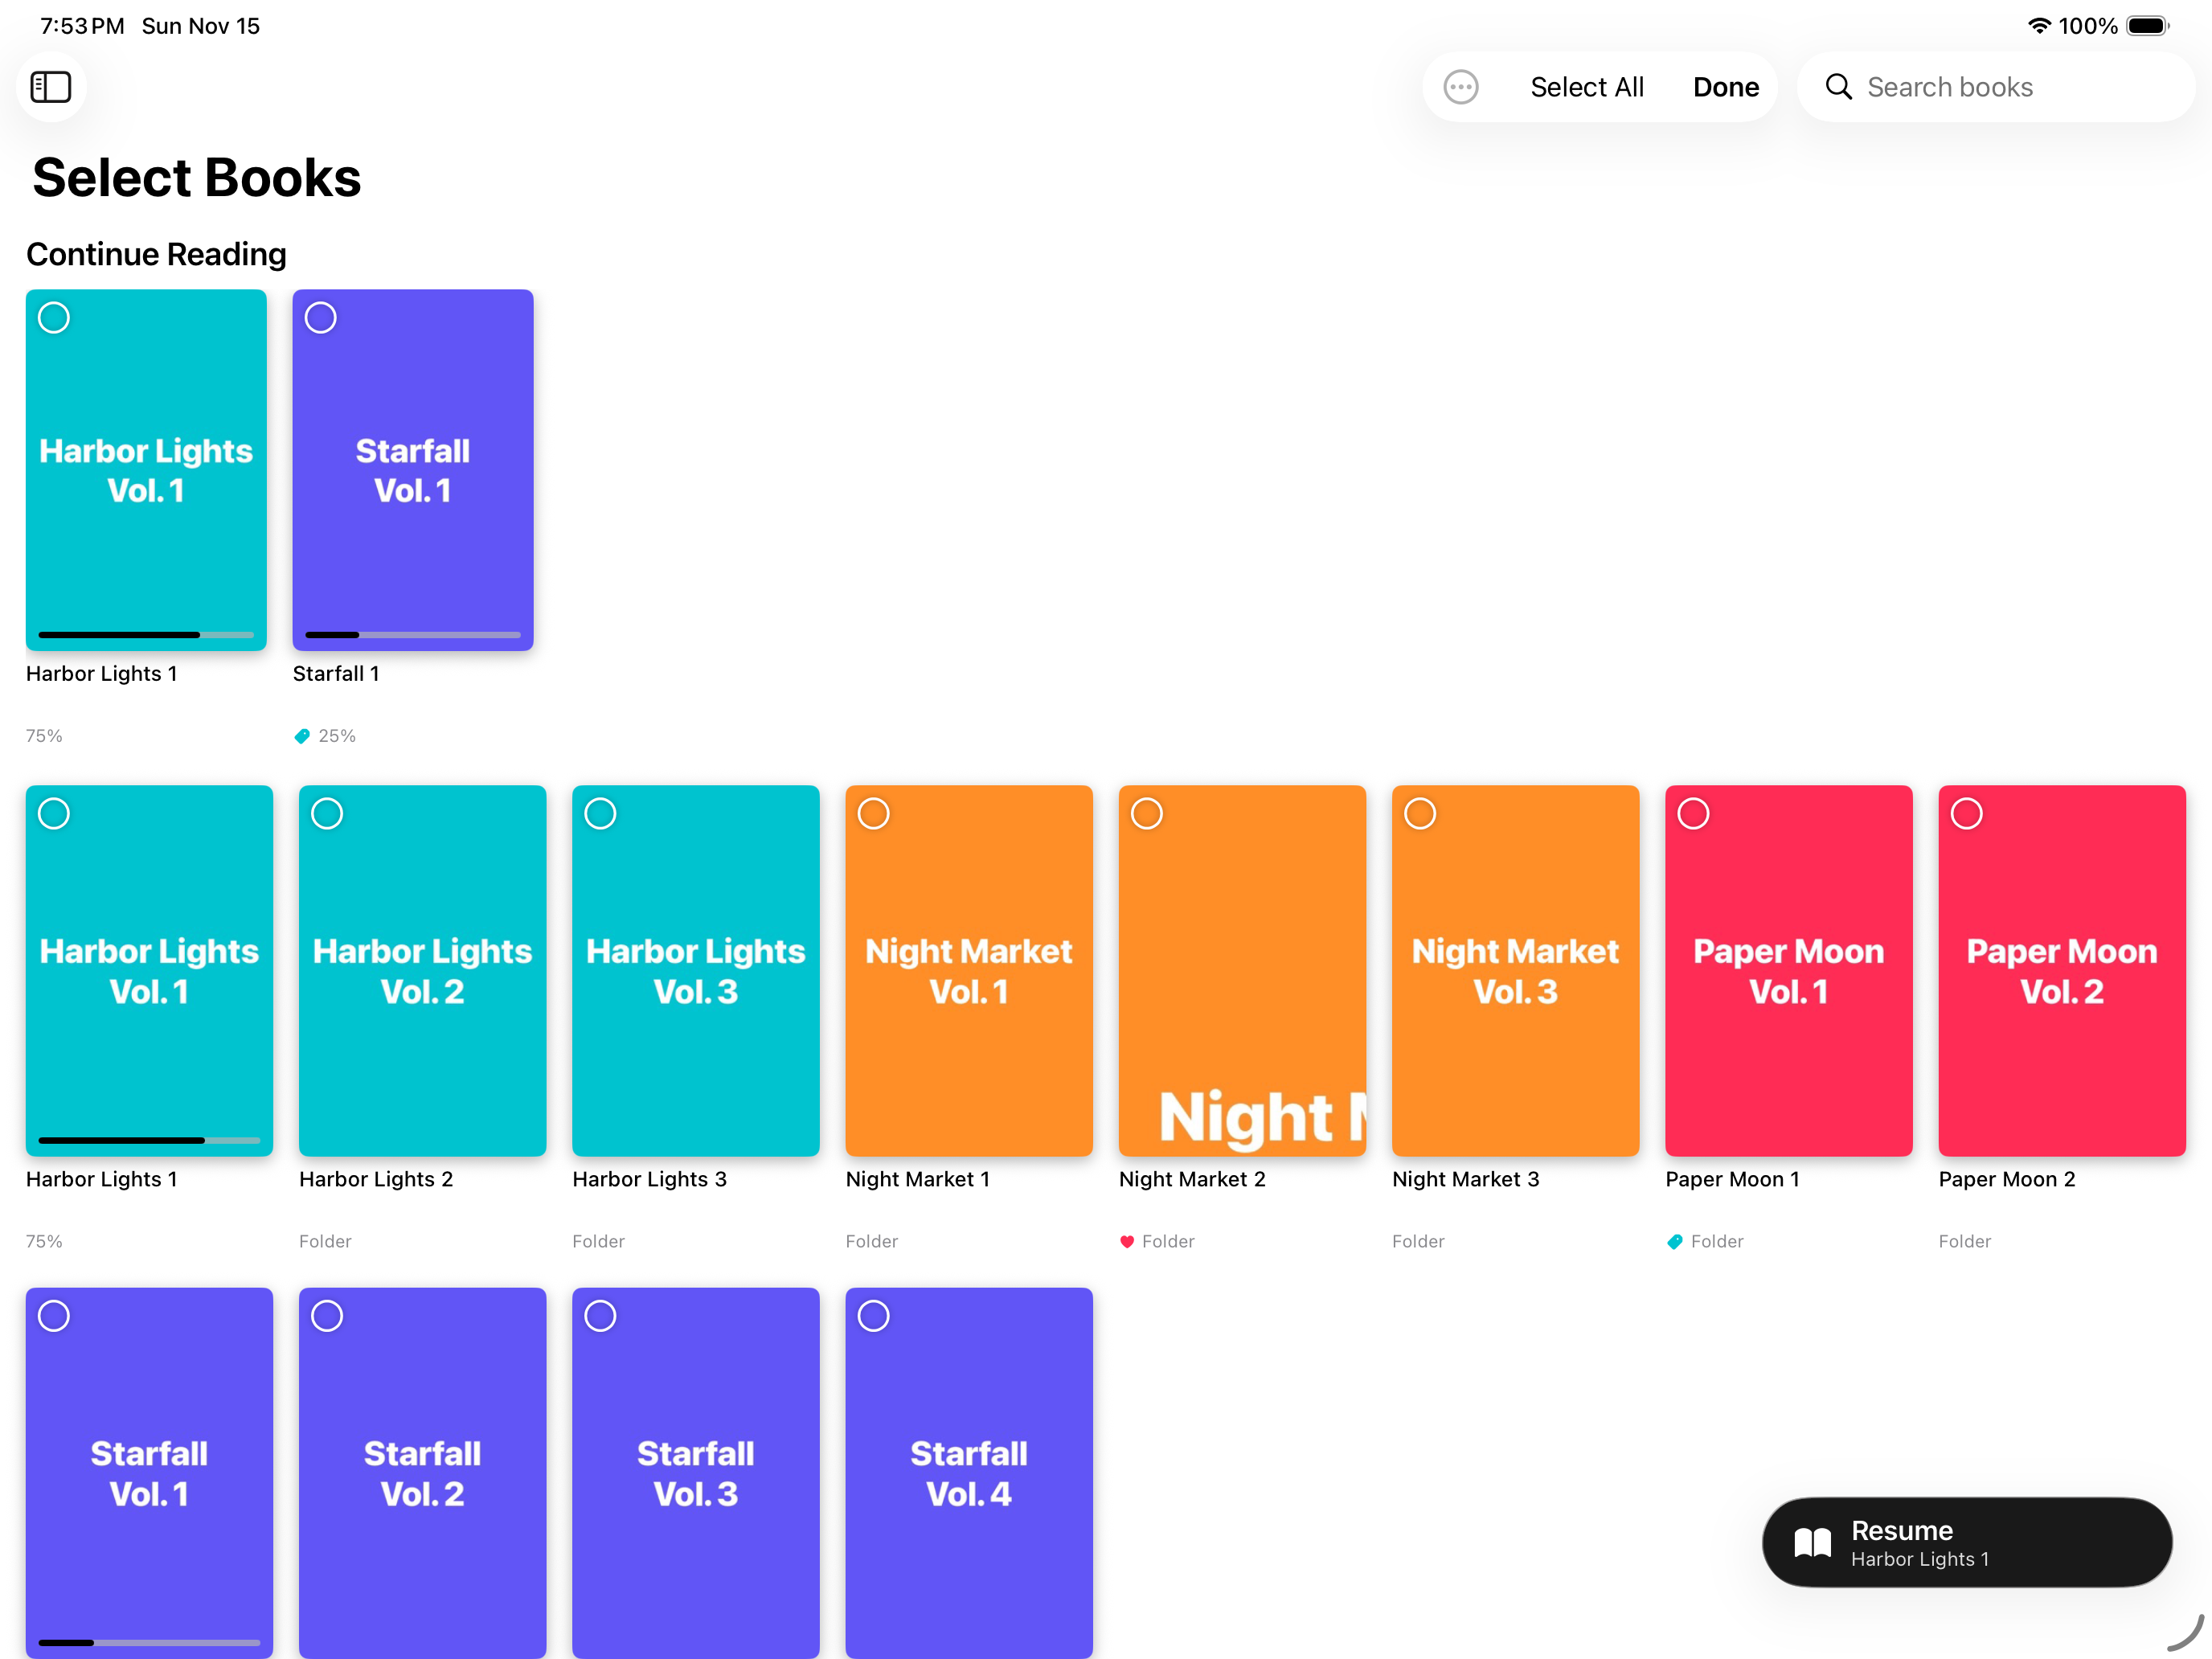 7:53 PM Sun Nov 15
100%
Select All Done Search books
Select Books
Continue Reading
Harbor Lights
Vol. 1
Starfall
Vol. 1
Harbor Lights 1
Starfall 1
75%
25%
Harbor Lights
Vol. 1
Harbor Lights
Vol. 2
Harbor Lights
Vol. 3
Night Market
Vol. 1
Night
Night Market
Vol. 3
Paper Moon
Vol. 1
Paper Moon
Vol. 2
Harbor Lights 1
Harbor Lights 2
Harbor Lights 3
Night Market 1
Night Market 2
Night Market 3
Paper Moon 1
Paper Moon 2
75%
Folder
Folder
Folder
Folder
Folder
Folder
Folder
Starfall
Vol. 1
Starfall
Vol. 2
Starfall
Vol. 3
Starfall
Vol. 4
Resume
Harbor Lights 1